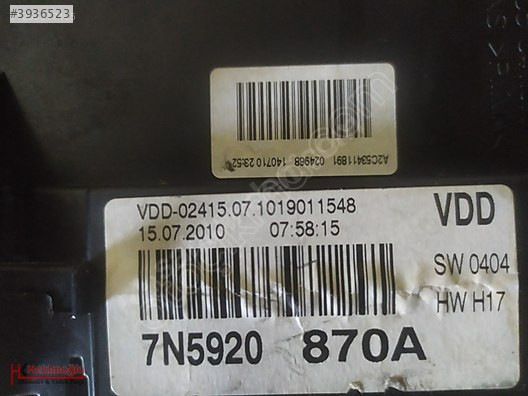 #3936523
A2C53411891 024968 140710 23:52
VDD-02415.07.1019011548
15.07.2010 07:58:15
VDD
SW 0404
HW H17
7N5920 870A